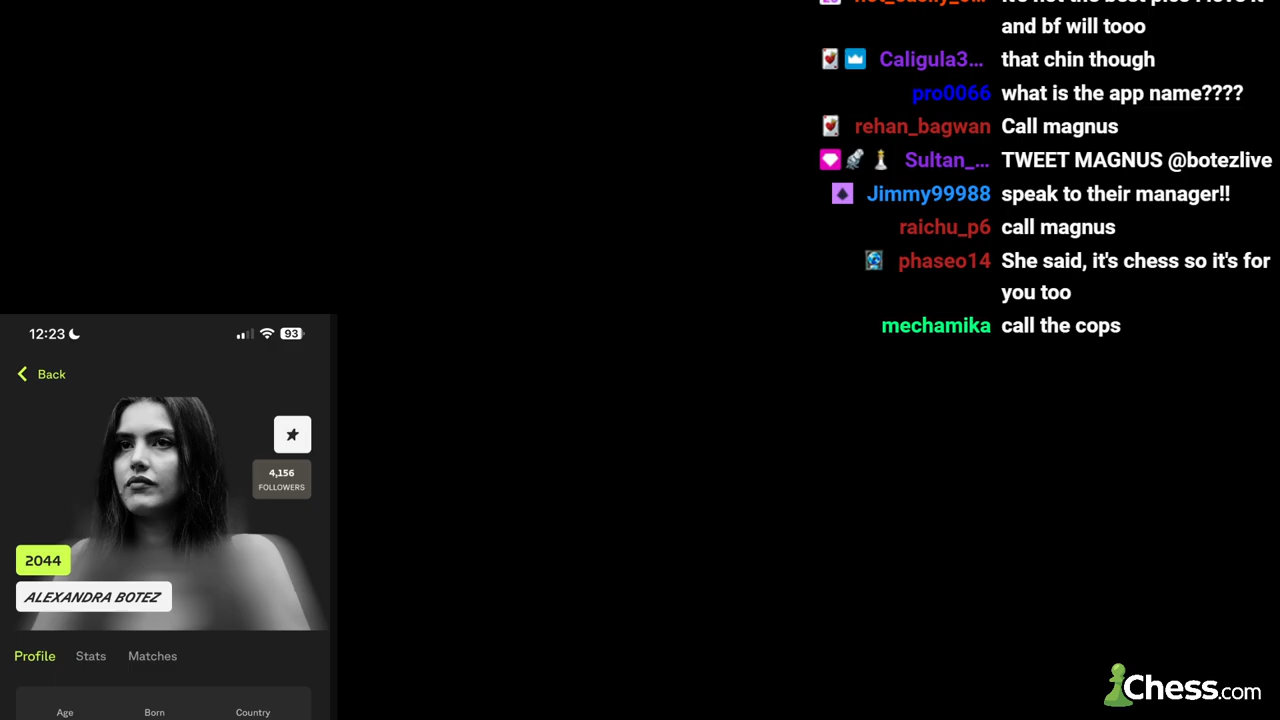 and bf will tooo
Caligula3... that chin though
pro0066 what is the app name????
rehan_bagwan Call magnus
Sultan_... TWEET MAGNUS @botezlive
Jimmy99988 speak to their manager!!
raichu_p6 call magnus
phaseo14 She said, it's chess so it's for
you too
mechamika call the cops
12:23
93
Back
4,156
FOLLOWERS
2044
ALEXANDRA BOTEZ
Profile Stats Matches
Age Born Country
Chess.com